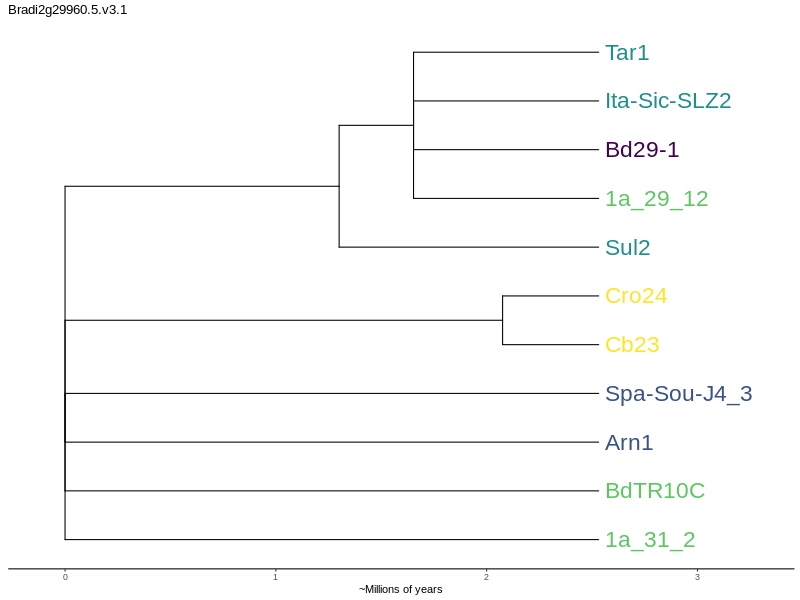 Bradi2g29960.5.v3.1
Tar1
Ita-Sic-SLZ2
Bd29-1
1a_29_12
Sul2
Cro24
Cb23
Spa-Sou-J4_3
Arn1
BdTR10C
1a_31_2
0 1 2 3
~Millions of years